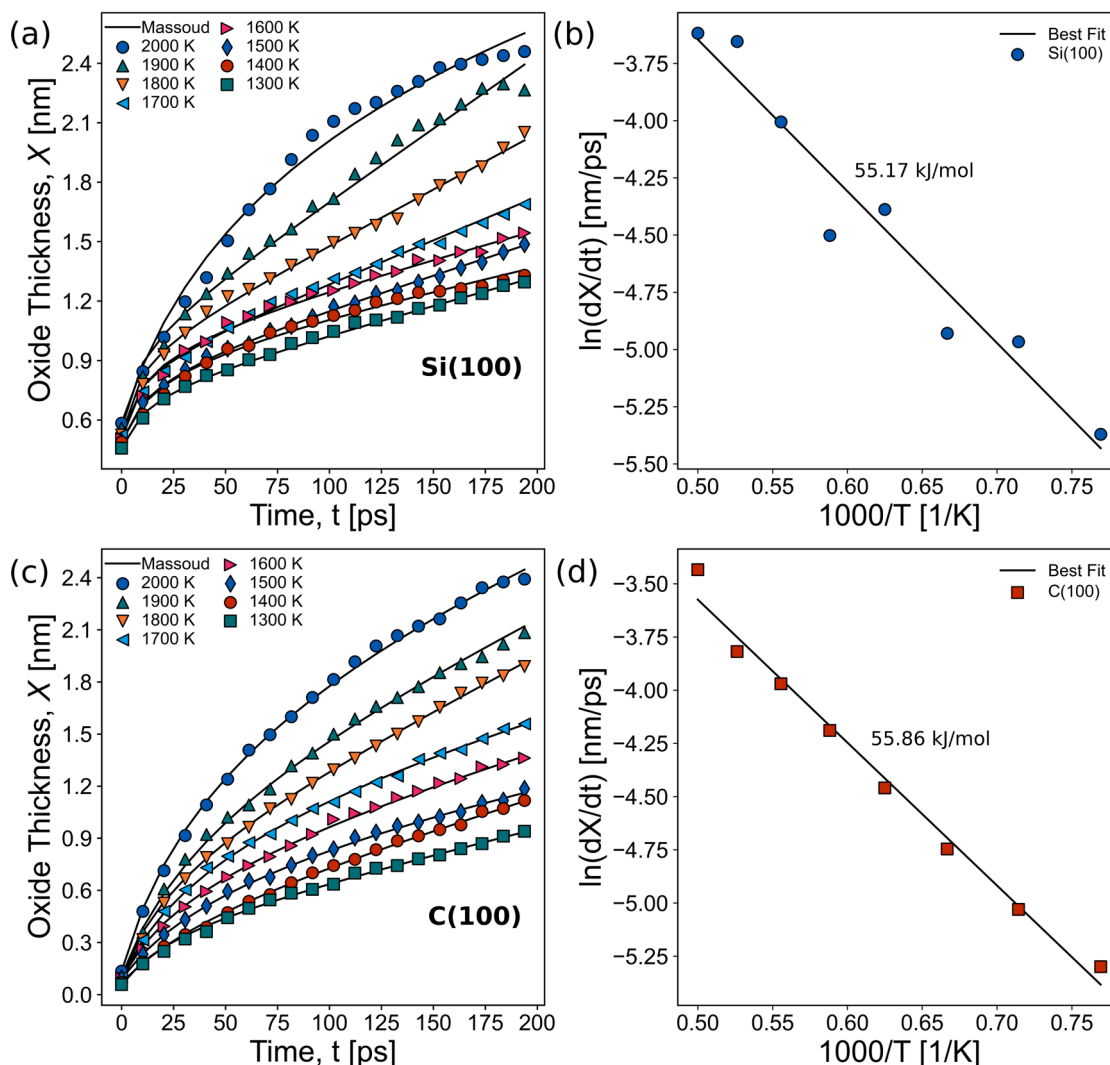 (a)
Massoud
2000 K
1900 K
1800 K
1700 K
1600 K
1500 K
1400 K
1300 K
2.4
2.1
1.8
1.5
1.2
0.9
0.6
Oxide Thickness, X [nm]
Si(100)
0 25 50 75 100 125 150 175 200
Time, t [ps]
(b)
Best Fit
Si(100)
−3.75
−4.00
−4.25
−4.50
−4.75
−5.00
−5.25
−5.50
ln(dX/dt) [nm/ps]
55.17 kJ/mol
0.50 0.55 0.60 0.65 0.70 0.75
1000/T [1/K]
(c)
Massoud
2000 K
1900 K
1800 K
1700 K
1600 K
1500 K
1400 K
1300 K
2.4
2.1
1.8
1.5
1.2
0.9
0.6
0.3
0.0
Oxide Thickness, X [nm]
C(100)
0 25 50 75 100 125 150 175 200
Time, t [ps]
(d)
Best Fit
C(100)
−3.50
−3.75
−4.00
−4.25
−4.50
−4.75
−5.00
−5.25
ln(dX/dt) [nm/ps]
55.86 kJ/mol
0.50 0.55 0.60 0.65 0.70 0.75
1000/T [1/K]